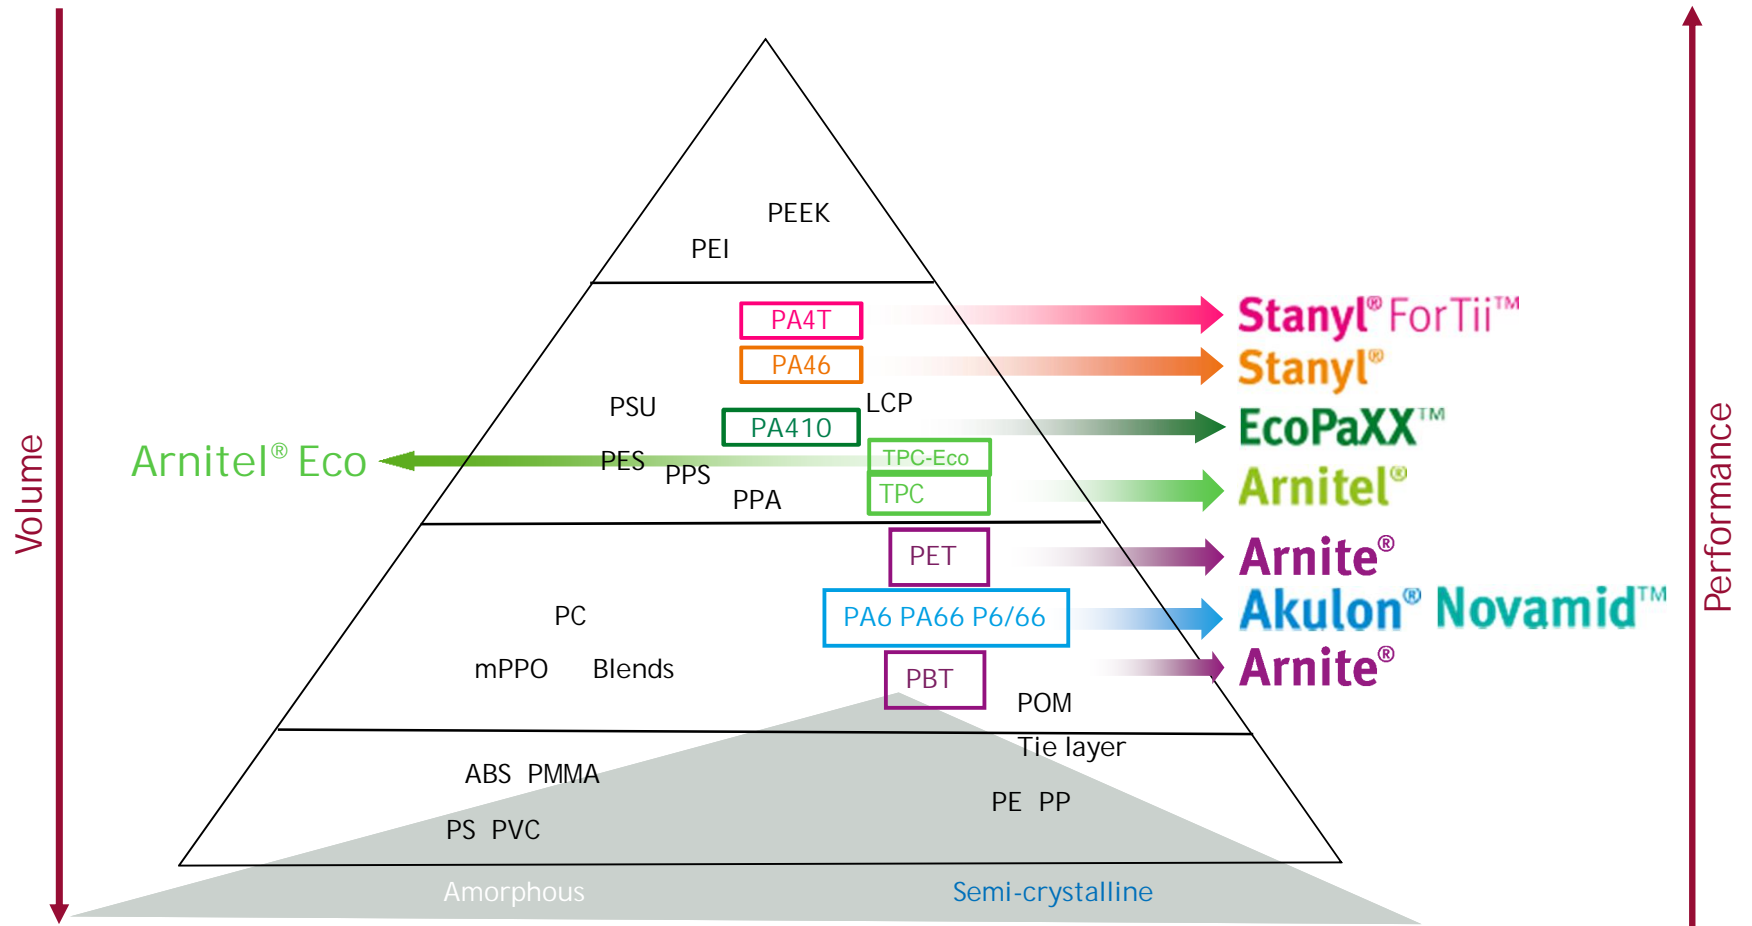 PEEK
PEI
PA4T
Stanyl® ForTii™
PA46
Stanyl®
PSU
LCP
PA410
EcoPaXX™
Arnitel® Eco
PES
TPC-Eco
PPS
PPA
TPC
Arnitel®
Volume
Performance
PET
Arnite®
PC
PA6 PA66 P6/66
Akulon® Novamid™
mPPO Blends
PBT
Arnite®
POM
Tie layer
ABS PMMA
PE PP
PS PVC
Amorphous
Semi-crystalline